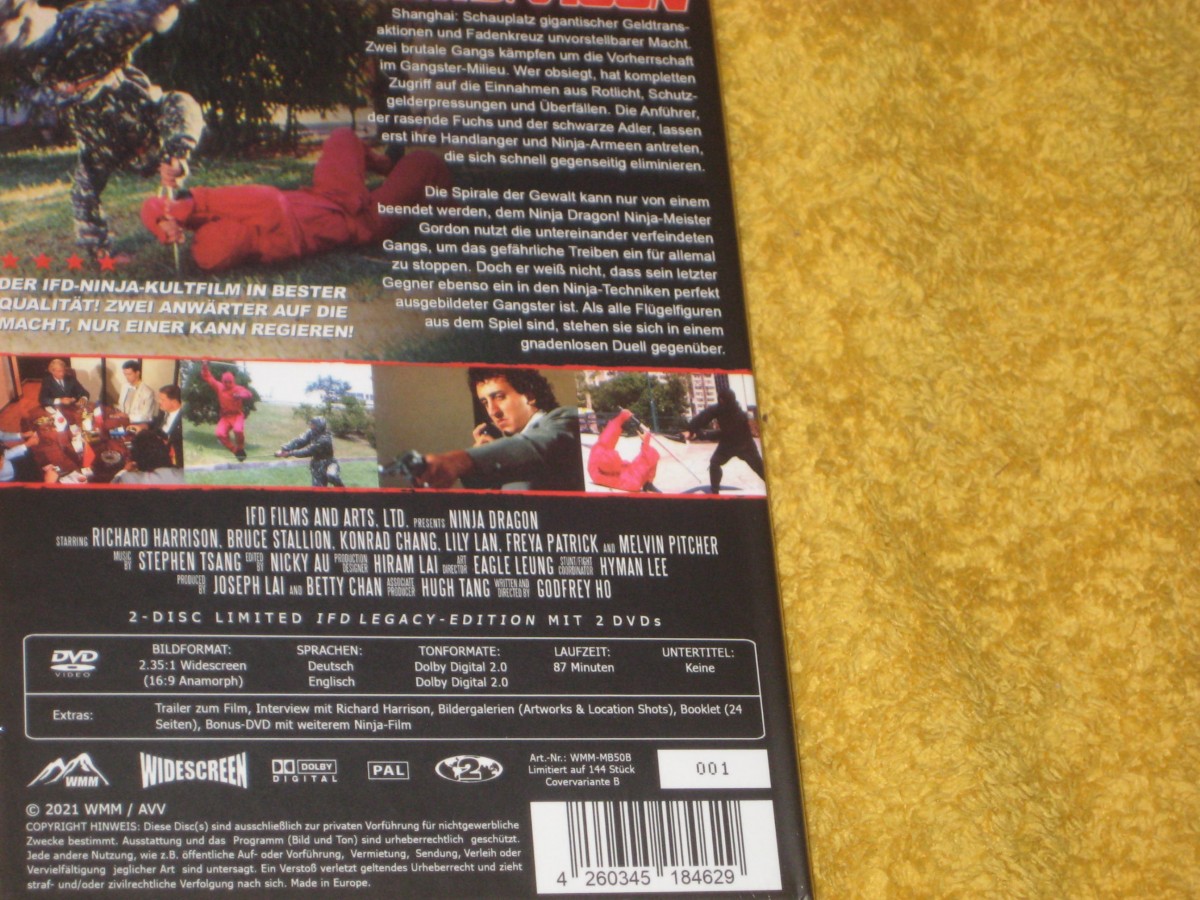 Shanghai: Schauplatz gigantischer Geldtrans-
aktionen und Fadenkreuz unvorstellbarer Macht.
Zwei brutale Gangs kämpfen um die Vorherrschaft
im Gangster-Milieu. Wer obsiegt, hat kompletten
Zugriff auf die Einnahmen aus Rotlicht, Schutz-
gelderpressungen und Überfällen. Die Anführer,
der rasende Fuchs und der schwarze Adler, lassen
erst ihre Handlanger und Ninja-Armeen antreten,
die sich schnell gegenseitig eliminieren.
Die Spirale der Gewalt kann nur von einem
beendet werden, dem Ninja Dragon! Ninja-Meister
Gordon nutzt die untereinander verfeindeten
Gangs, um das gefährliche Treiben ein für allemal
zu stoppen. Doch er weiß nicht, dass sein letzter
Gegner ebenso ein in den Ninja-Techniken perfekt
ausgebildeter Gangster ist. Als alle Flügelfiguren
aus dem Spiel sind, stehen sie sich in einem
gnadenlosen Duell gegenüber.
DER IFD-NINJA-KULTFILM IN BESTER
QUALITÄT! ZWEI ANWÄRTER AUF DIE
MACHT, NUR EINER KANN REGIEREN!
IFD FILMS AND ARTS. LTD. PRESENTS NINJA DRAGON
STARRING RICHARD HARRISON, BRUCE STALLION, KONRAD CHANG, LILY LAN, FREYA PATRICK AND MELVIN PITCHER
MUSIC BY STEPHEN TSANG EDITED BY NICKY AU PRODUCTION DESIGNER HIRAM LAI ART DIRECTOR EAGLE LEUNG STUNT/FIGHT COORDINATOR HYMAN LEE
PRODUCED BY JOSEPH LAI AND BETTY CHAN ASSOCIATE PRODUCER HUGH TANG WRITTEN AND DIRECTED BY GODFREY HO
2-DISC LIMITED IFD LEGACY-EDITION MIT 2 DVDs
DVD VIDEO
BILDFORMAT:
2.35:1 Widescreen
(16:9 Anamorph)
SPRACHEN:
Deutsch
Englisch
TONFORMATE:
Dolby Digital 2.0
Dolby Digital 2.0
LAUFZEIT:
87 Minuten
UNTERTITEL:
Keine
Extras:
Trailer zum Film, Interview mit Richard Harrison, Bildergalerien (Artworks & Location Shots), Booklet (24
Seiten), Bonus-DVD mit weiterem Ninja-Film
WMM
WIDESCREEN
DOLBY
DIGITAL
PAL
2
Art.-Nr.: WMM-MB50B
Limitiert auf 144 Stück
Covervariante B
001
© 2021 WMM / AVV
COPYRIGHT HINWEIS: Diese Disc(s) sind ausschließlich zur privaten Vorführung für nichtgewerbliche
Zwecke bestimmt. Ausstattung und das Programm (Bild und Ton) sind urheberrechtlich geschützt.
Jede andere Nutzung, wie z.B. öffentliche Auf- oder Vorführung, Vermietung, Sendung, Verleih oder
Vervielfältigung jeglicher Art sind untersagt. Ein Verstoß verletzt geltendes Urheberrecht und zieht
straf- und/oder zivilrechtliche Verfolgung nach sich. Made in Europe.
4 260345 184629